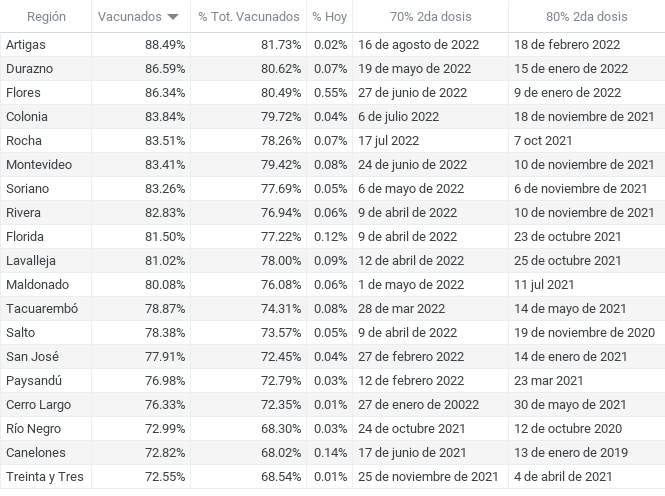 Región Vacunados % Tot. Vacunados % Hoy 70% 2da dosis 80% 2da dosis
Artigas 88.49% 81.73% 0.02% 16 de agosto de 2022 18 de febrero 2022
Durazno 86.59% 80.62% 0.07% 19 de mayo de 2022 15 de enero de 2022
Flores 86.34% 80.49% 0.55% 27 de junio de 2022 9 de enero de 2022
Colonia 83.84% 79.72% 0.04% 6 de julio 2022 18 de noviembre de 2021
Rocha 83.51% 78.26% 0.07% 17 jul 2022 7 oct 2021
Montevideo 83.41% 79.42% 0.08% 24 de junio de 2022 10 de noviembre de 2021
Soriano 83.26% 77.69% 0.05% 6 de mayo de 2022 6 de noviembre de 2021
Rivera 82.83% 76.94% 0.06% 9 de abril de 2022 10 de noviembre de 2021
Florida 81.50% 77.22% 0.12% 9 de abril de 2022 23 de octubre 2021
Lavalleja 81.02% 78.00% 0.09% 12 de abril de 2022 25 de octubre 2021
Maldonado 80.08% 76.08% 0.06% 1 de mayo de 2022 11 jul 2021
Tacuarembó 78.87% 74.31% 0.08% 28 de mar 2022 14 de mayo de 2021
Salto 78.38% 73.57% 0.05% 9 de abril de 2022 19 de noviembre de 2020
San José 77.91% 72.45% 0.04% 27 de febrero 2022 14 de enero de 2021
Paysandú 76.98% 72.79% 0.03% 12 de febrero de 2022 23 mar 2021
Cerro Largo 76.33% 72.35% 0.01% 27 de enero de 20022 30 de mayo de 2021
Río Negro 72.99% 68.30% 0.03% 24 de octubre de 2021 12 de octubre 2020
Canelones 72.82% 68.02% 0.14% 17 de junio de 2021 13 de enero de 2019
Treinta y Tres 72.55% 68.54% 0.01% 25 de noviembre de 2021 4 de abril de 2021